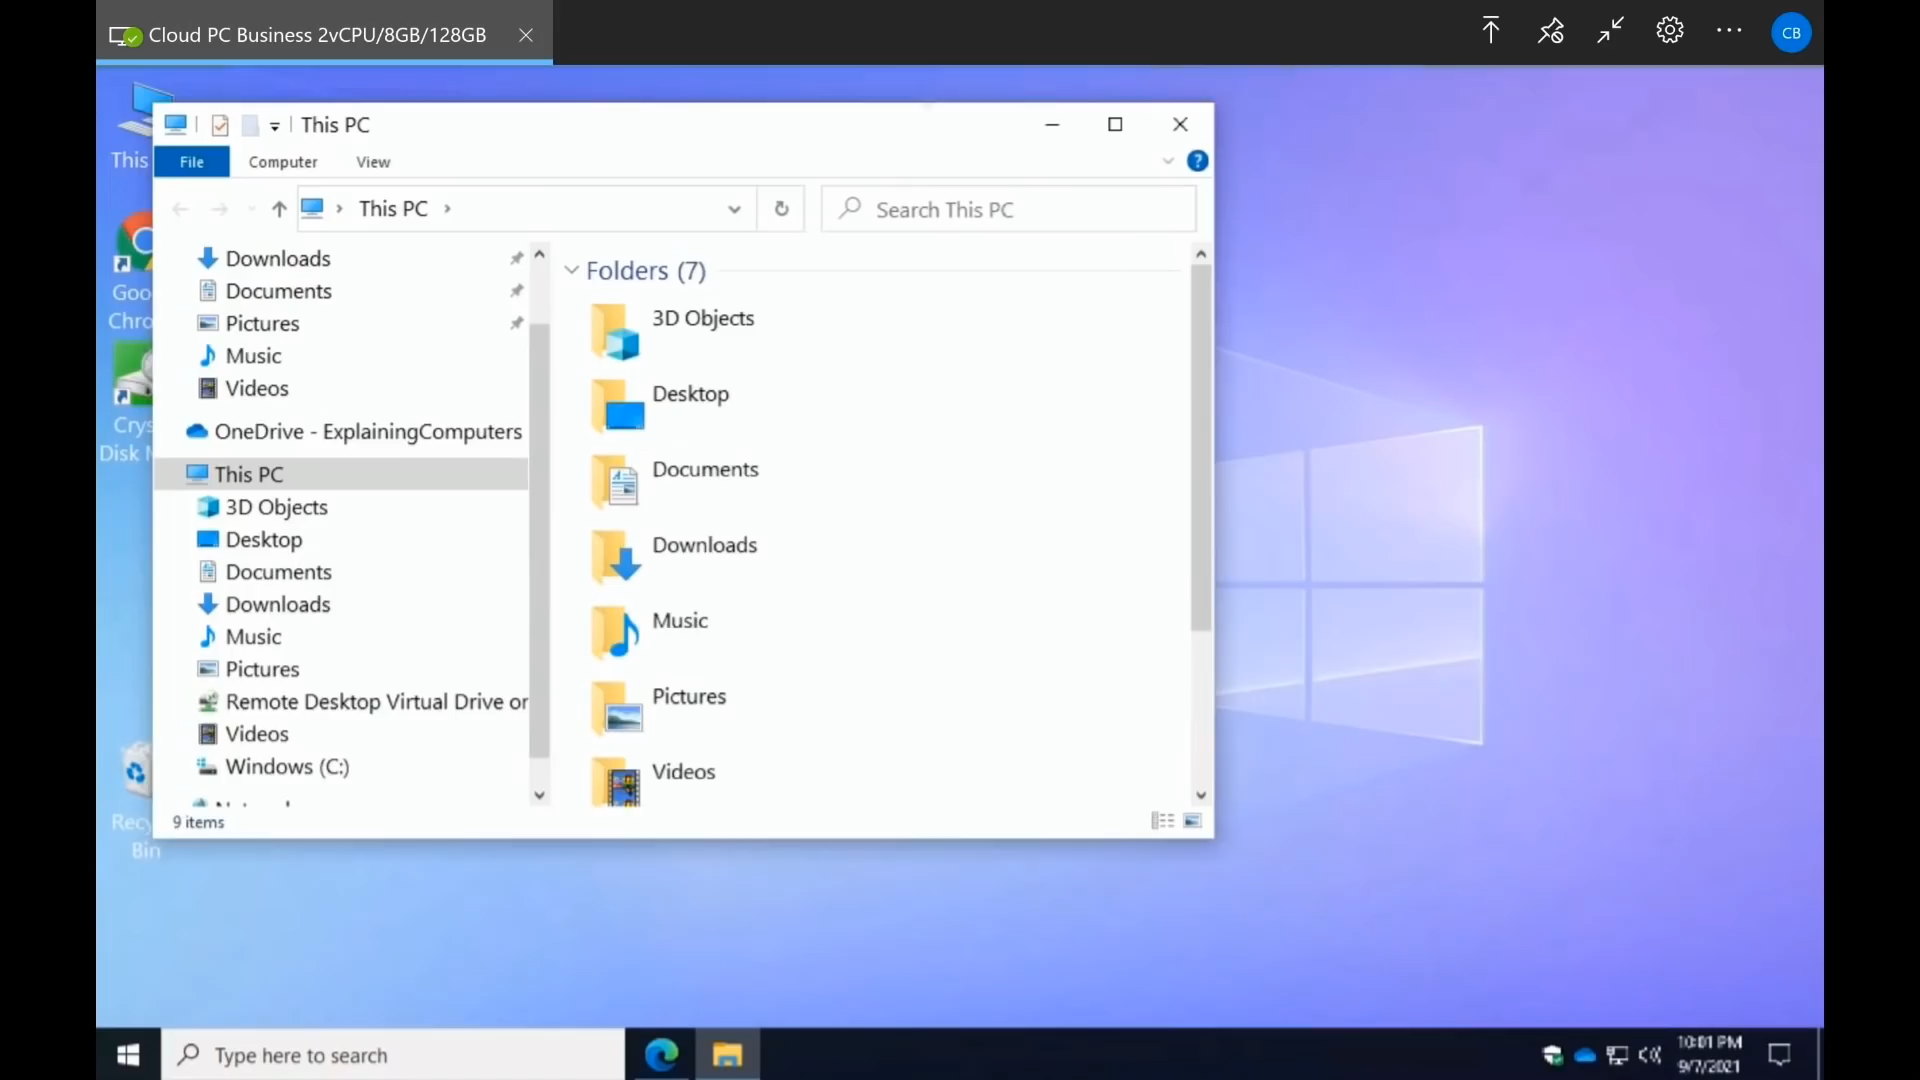 Cloud PC Business 2vCPU/8GB/128GB
CB
This PC
File Computer View
This PC
Search This PC
This
Goo
Chro
Crys
Disk
Recy
Bin
Downloads
Documents
Pictures
Music
Videos
OneDrive - ExplainingComputers
This PC
3D Objects
Desktop
Documents
Downloads
Music
Pictures
Remote Desktop Virtual Drive or
Videos
Windows (C:)
Folders (7)
3D Objects
Desktop
Documents
Downloads
Music
Pictures
Videos
9 items
Type here to search
10:01 PM
9/7/2021